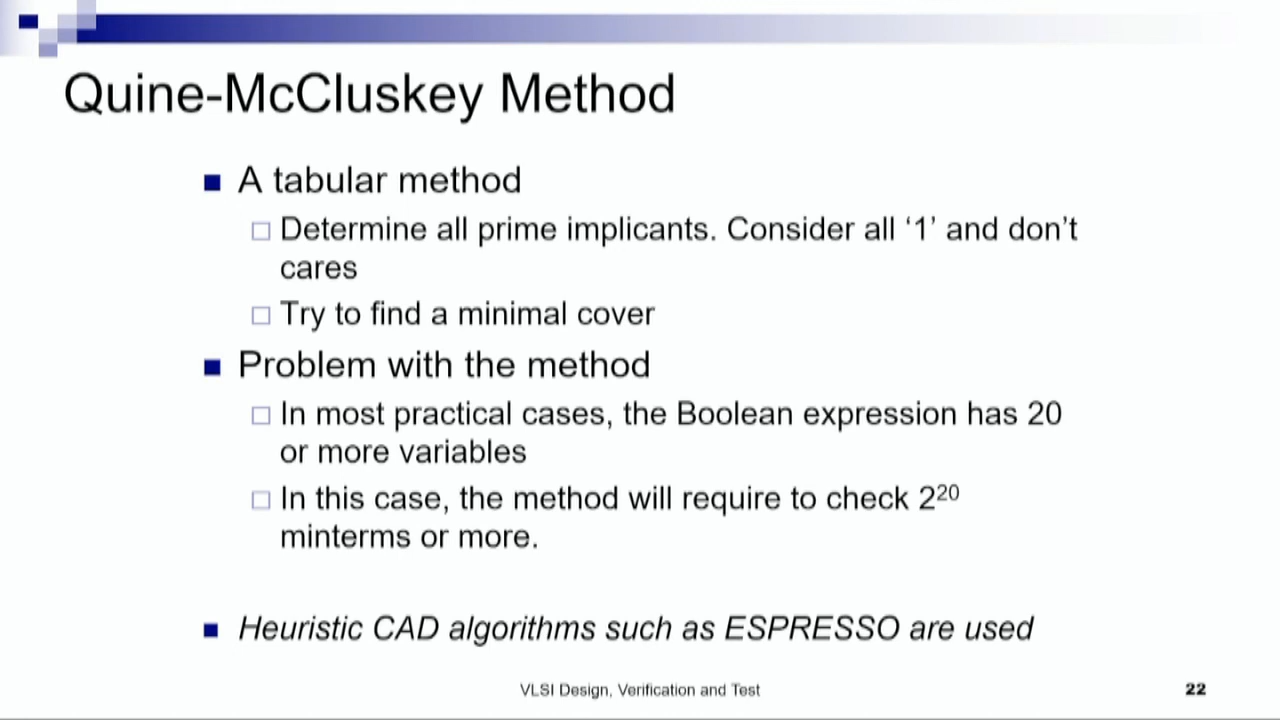 Quine-McCluskey Method
A tabular method
Determine all prime implicants. Consider all ‘1’ and don’t
cares
Try to find a minimal cover
Problem with the method
In most practical cases, the Boolean expression has 20
or more variables
In this case, the method will require to check 2²⁰
minterms or more.
Heuristic CAD algorithms such as ESPRESSO are used
VLSI Design, Verification and Test
22